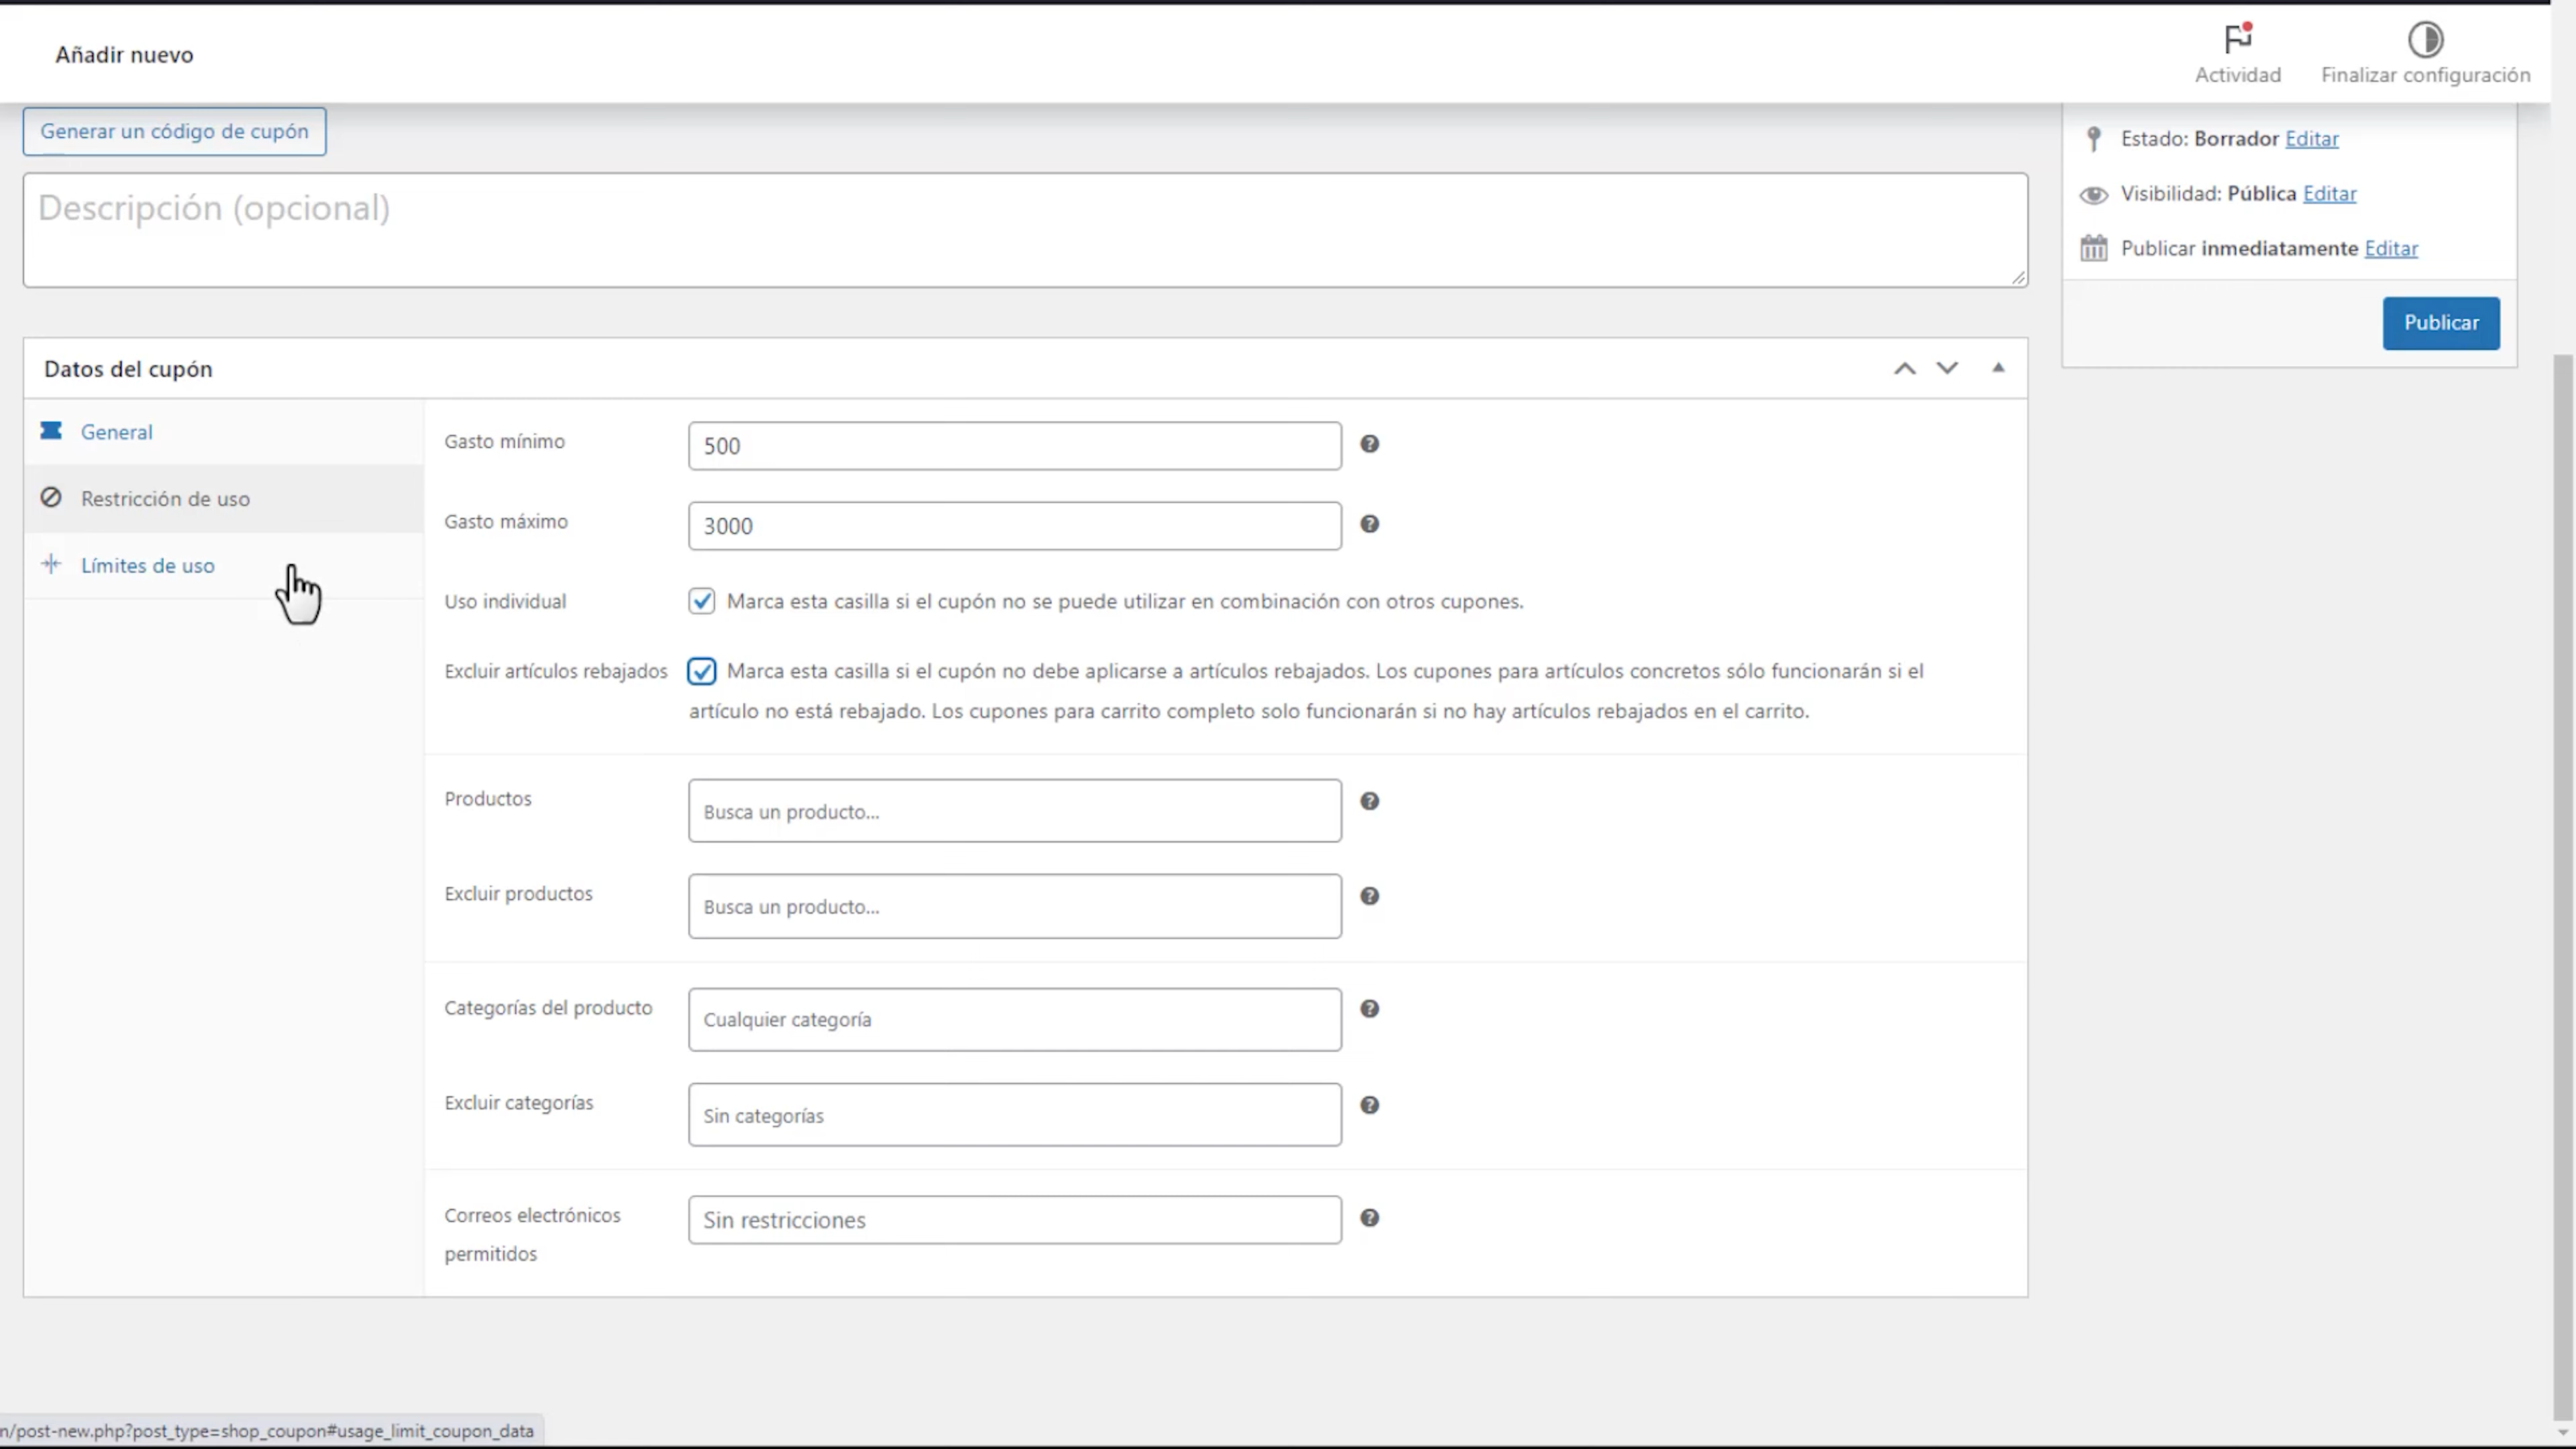 Añadir nuevo
Actividad
Finalizar configuración
Generar un código de cupón
Descripción (opcional)
Estado: Borrador Editar
Visibilidad: Pública Editar
Publicar inmediatamente Editar
Publicar
Datos del cupón
General
Restricción de uso
Límites de uso
Gasto mínimo
500
Gasto máximo
3000
Uso individual
Marca esta casilla si el cupón no se puede utilizar en combinación con otros cupones.
Excluir artículos rebajados
Marca esta casilla si el cupón no debe aplicarse a artículos rebajados. Los cupones para artículos concretos sólo funcionarán si el
artículo no está rebajado. Los cupones para carrito completo solo funcionarán si no hay artículos rebajados en el carrito.
Productos
Busca un producto...
Excluir productos
Busca un producto...
Categorías del producto
Cualquier categoría
Excluir categorías
Sin categorías
Correos electrónicos
permitidos
Sin restricciones
n/post-new.php?post_type=shop_coupon#usage_limit_coupon_data